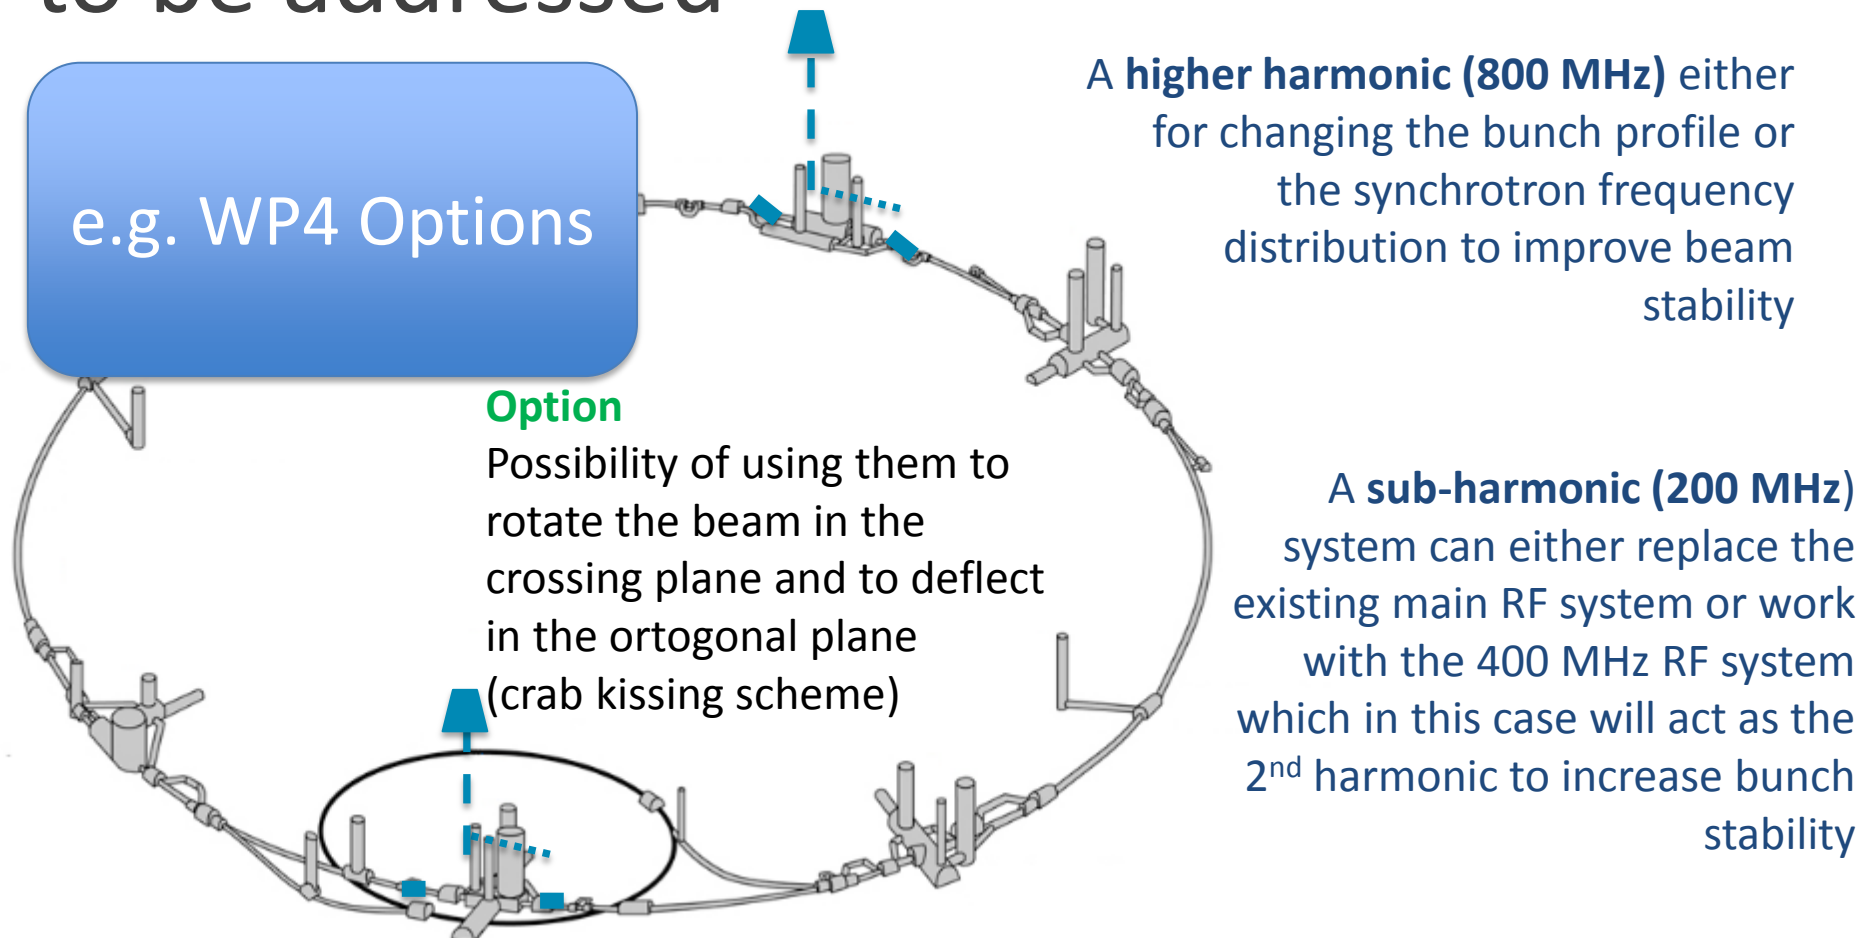 to be addressed
e.g. WP4 Options
A higher harmonic (800 MHz) either
for changing the bunch profile or
the synchrotron frequency
distribution to improve beam
stability
Option
Possibility of using them to
rotate the beam in the
crossing plane and to deflect
in the ortogonal plane
(crab kissing scheme)
A sub-harmonic (200 MHz)
system can either replace the
existing main RF system or work
with the 400 MHz RF system
which in this case will act as the
2nd harmonic to increase bunch
stability